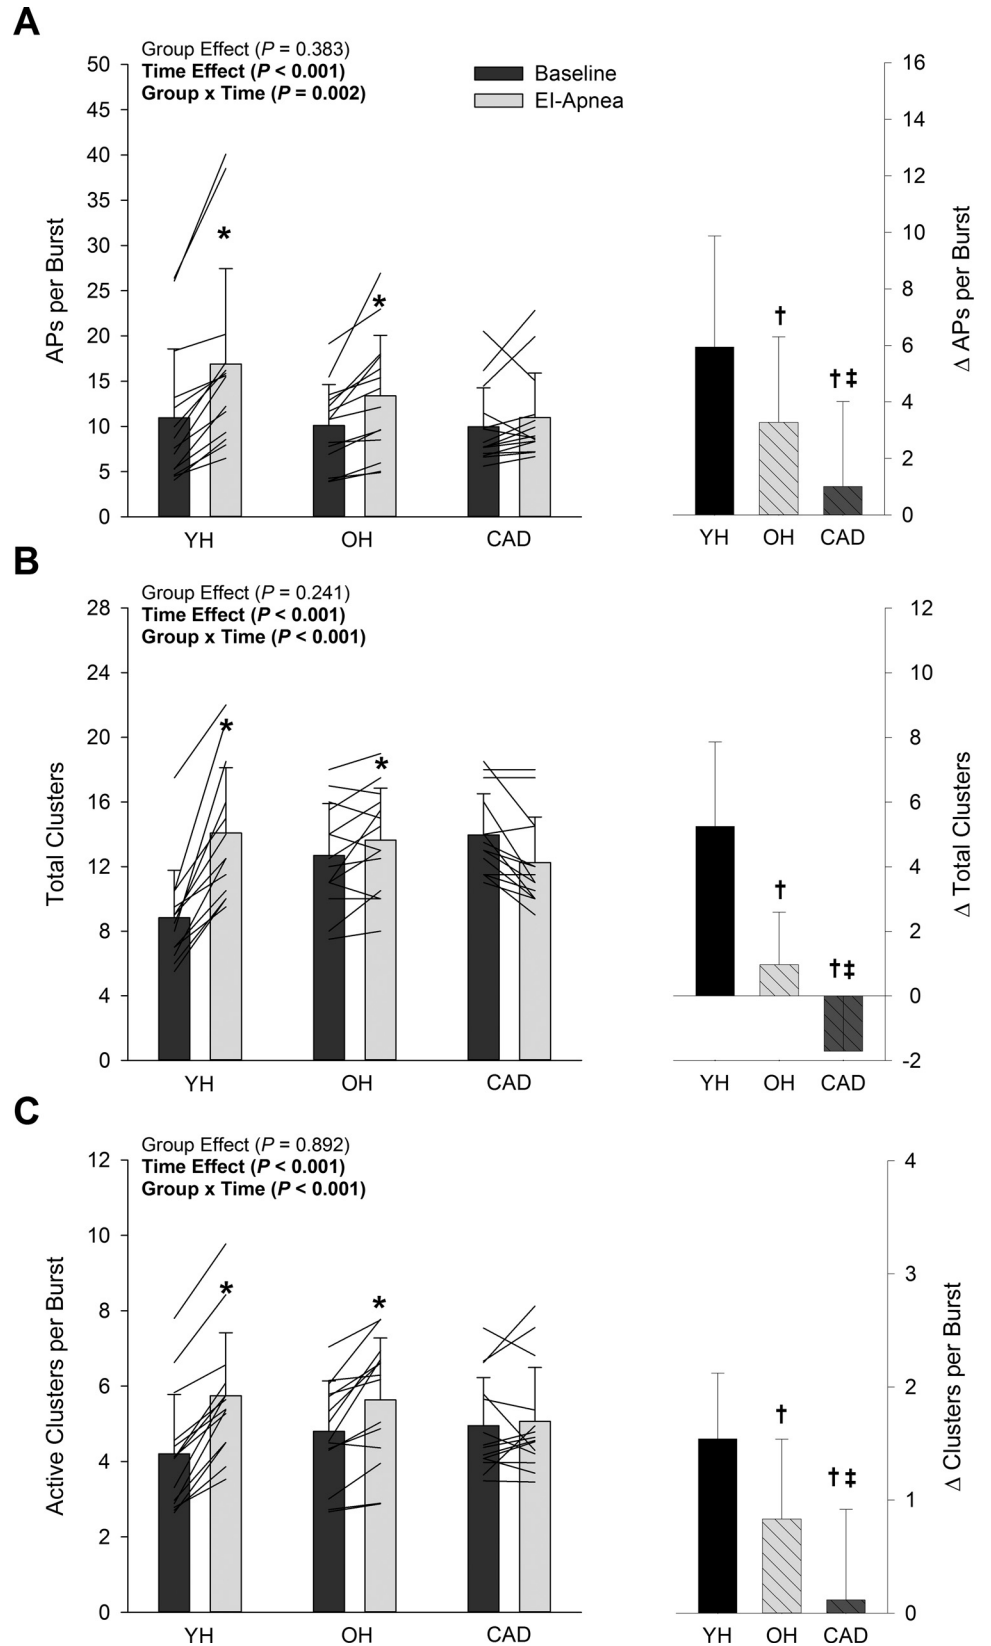 A
Group Effect (P = 0.383)
Time Effect (P < 0.001)
Group x Time (P = 0.002)
Baseline
EI-Apnea
50
45
40
35
30
25
20
15
10
5
0
APs per Burst
*
*
YH
OH
CAD
16
14
12
10
8
6
4
2
0
Δ APs per Burst
†
†‡
YH
OH
CAD
B
Group Effect (P = 0.241)
Time Effect (P < 0.001)
Group x Time (P < 0.001)
28
24
20
16
12
8
4
0
Total Clusters
*
*
YH
OH
CAD
12
10
8
6
4
2
0
-2
Δ Total Clusters
†
†‡
YH
OH
CAD
C
Group Effect (P = 0.892)
Time Effect (P < 0.001)
Group x Time (P < 0.001)
12
10
8
6
4
2
0
Active Clusters per Burst
*
*
YH
OH
CAD
4
3
2
1
0
Δ Clusters per Burst
†
†‡
YH
OH
CAD